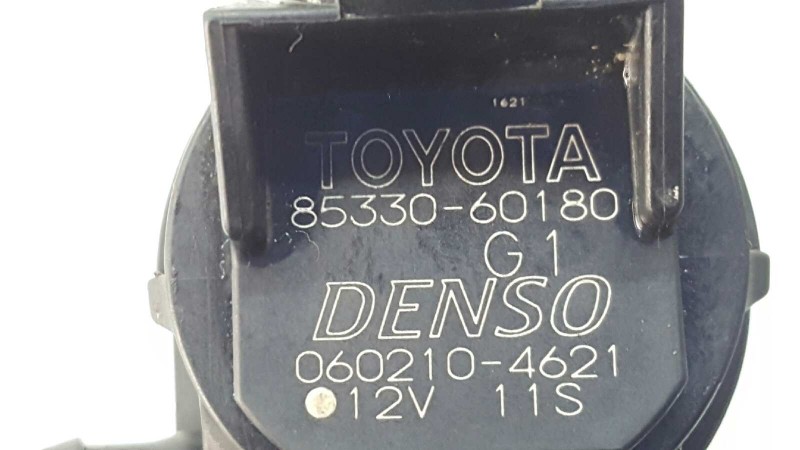 1621
TOYOTA
85330-60180
G1
DENSO
060210-4621
12V 11S